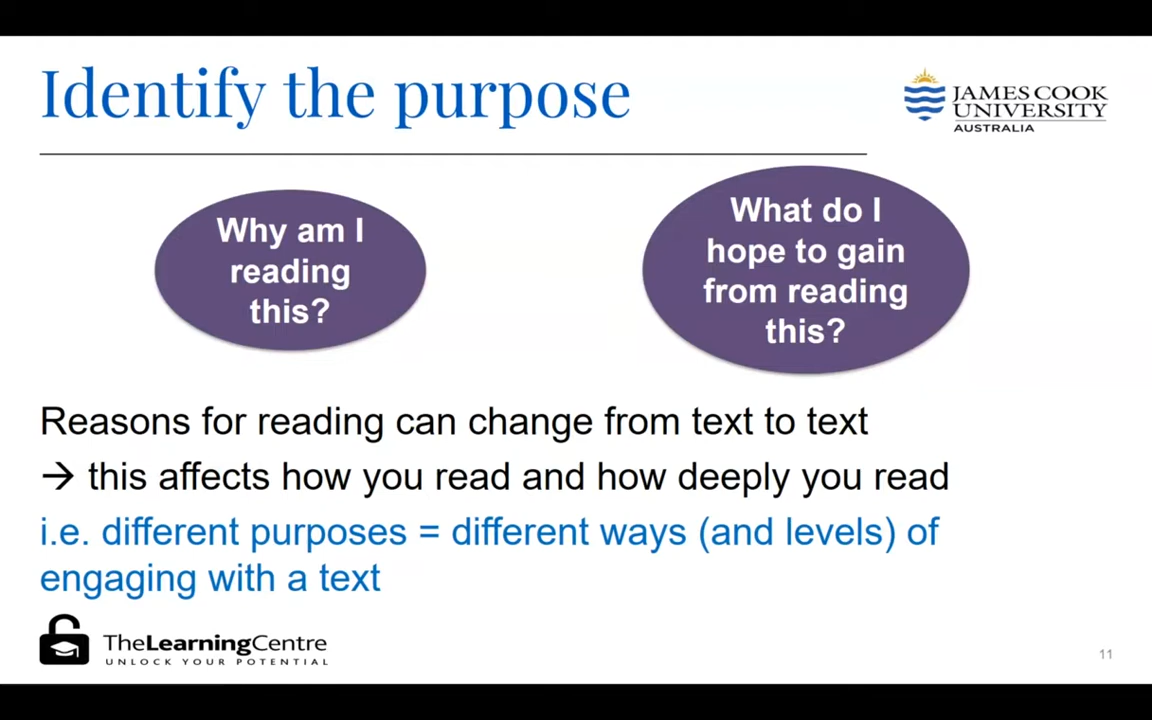 Identify the purpose
JAMES COOK
UNIVERSITY
AUSTRALIA
Why am I
reading
this?
What do I
hope to gain
from reading
this?
Reasons for reading can change from text to text
→ this affects how you read and how deeply you read
i.e. different purposes = different ways (and levels) of
engaging with a text
TheLearningCentre
UNLOCK YOUR POTENTIAL
11